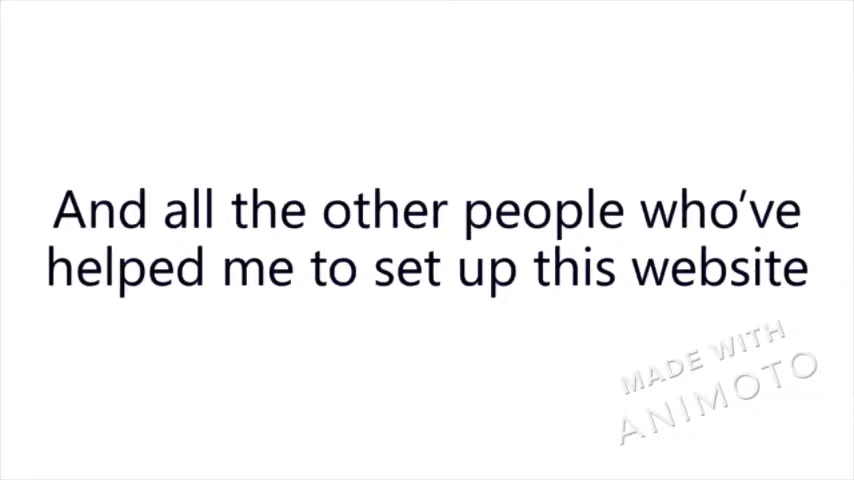 And all the other people who've
helped me to set up this website
MADE WITH
ANIMOTO